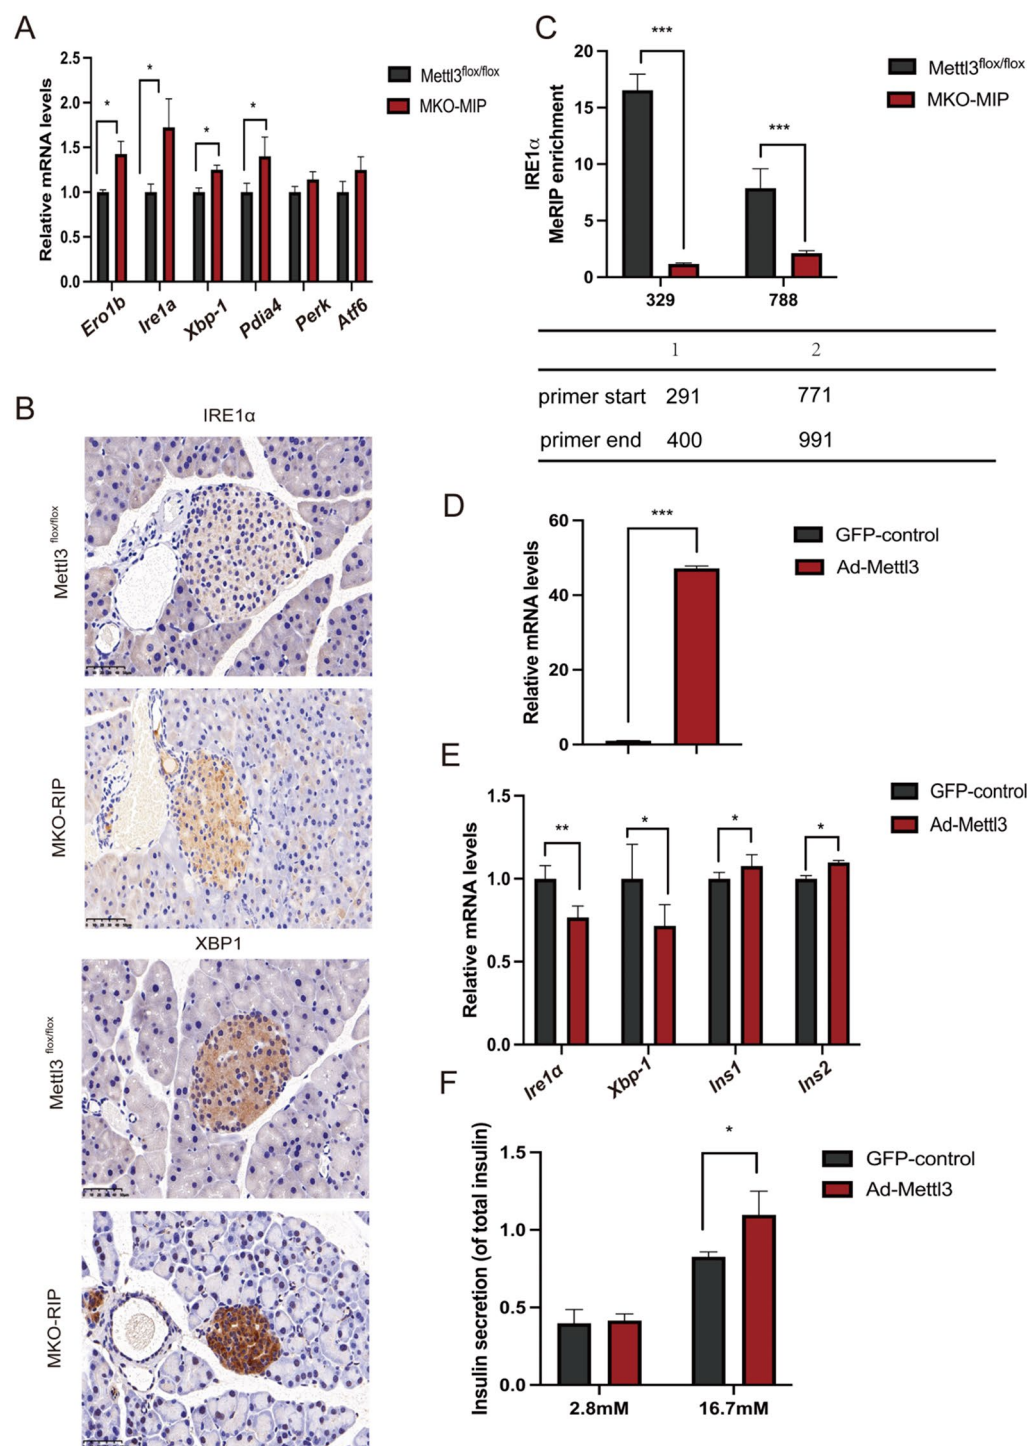 A
2.5
2.0
1.5
1.0
0.5
0.0
Relative mRNA levels
*
*
*
*
Mettl3flox/flox
MKO-MIP
Ero1b
Ire1a
Xbp-1
Pdia4
Perk
Atf6
B
IRE1α
Mettl3 flox/flox
MKO-RIP
XBP1
Mettl3 flox/flox
MKO-RIP
C
20
15
10
5
0
IRE1α
MeRIP enrichment
***
***
Mettl3flox/flox
MKO-MIP
329
788
1 2
primer start 291 771
primer end 400 991
D
60
40
20
0
Relative mRNA levels
***
GFP-control
Ad-Mettl3
E
1.5
1.0
0.5
0.0
Relative mRNA levels
**
*
*
*
GFP-control
Ad-Mettl3
Ire1α
Xbp-1
Ins1
Ins2
F
1.5
1.0
0.5
0.0
Insulin secretion (of total insulin)
*
GFP-control
Ad-Mettl3
2.8mM
16.7mM